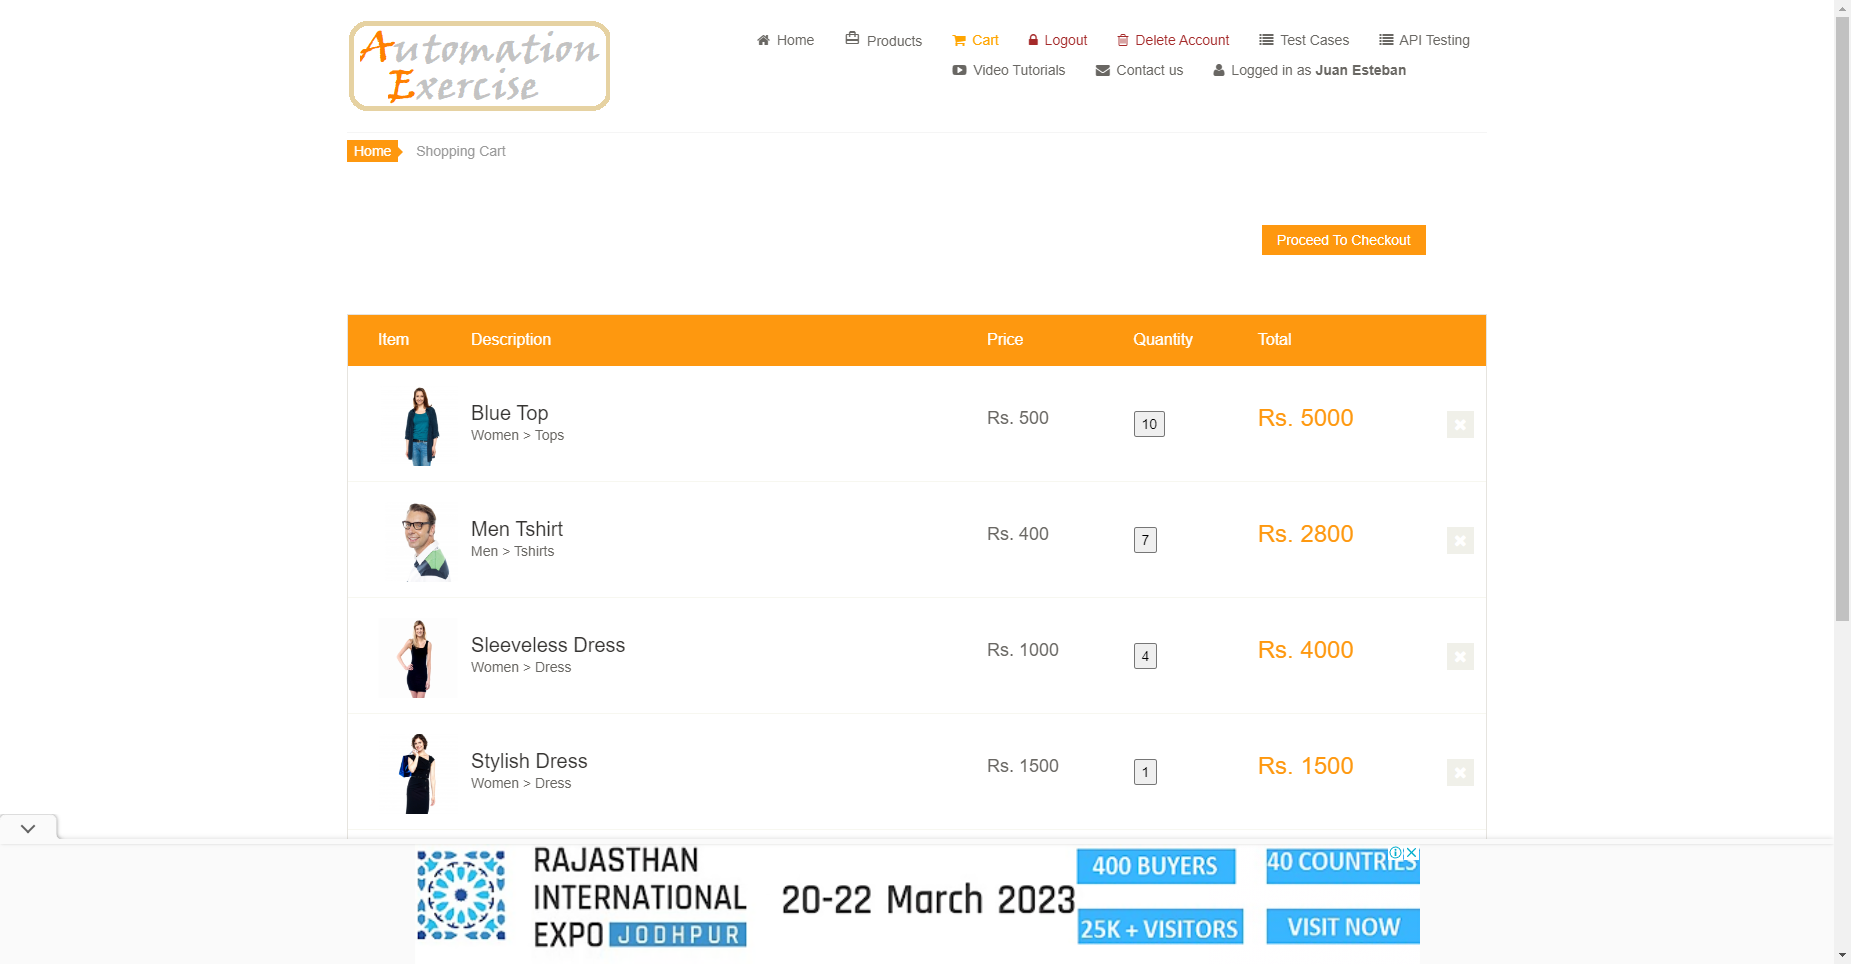 Automation
Exercise
Home
Products
Cart
Logout
Delete Account
Test Cases
API Testing
Video Tutorials
Contact us
Logged in as Juan Esteban
Home
Shopping Cart
Proceed To Checkout
Item Description Price Quantity Total
Blue Top
Women > Tops
Rs. 500
10
Rs. 5000
Men Tshirt
Men > Tshirts
Rs. 400
7
Rs. 2800
Sleeveless Dress
Women > Dress
Rs. 1000
4
Rs. 4000
Stylish Dress
Women > Dress
Rs. 1500
1
Rs. 1500
RAJASTHAN
INTERNATIONAL
EXPO JODHPUR
20-22 March 2023
400 BUYERS
40 COUNTRIES
25K + VISITORS
VISIT NOW